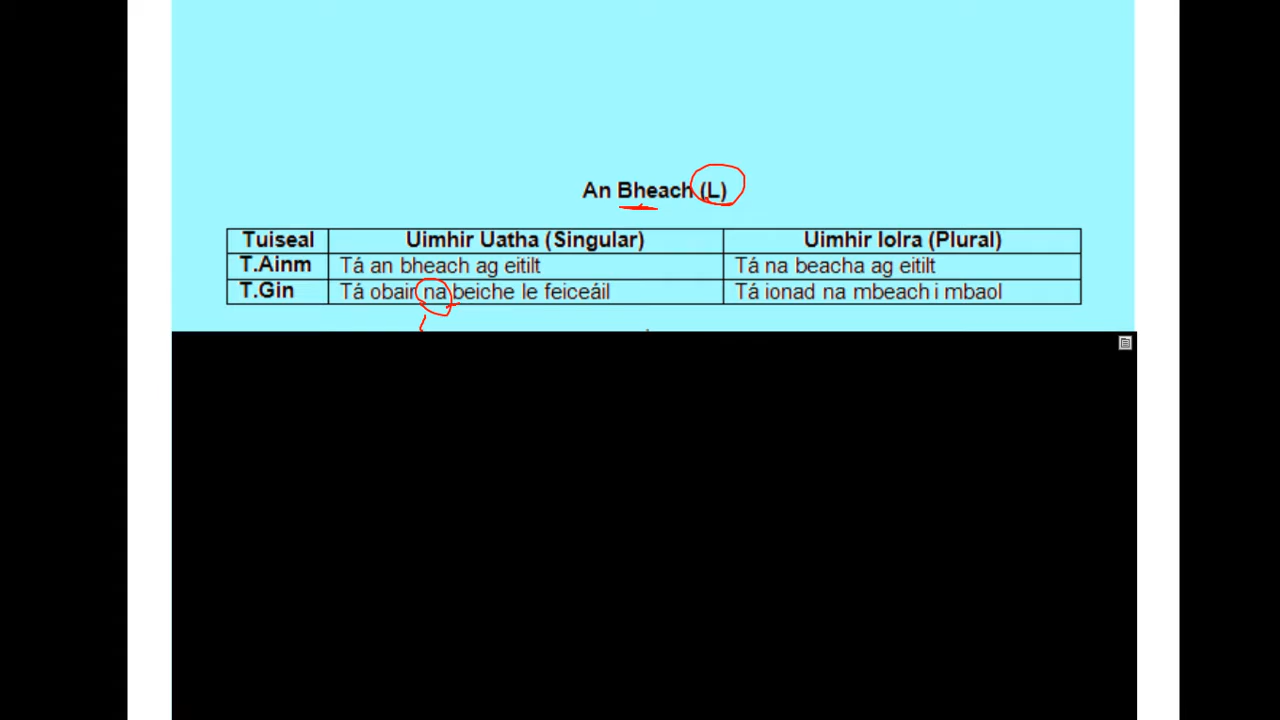 An Bheach (L)
Tuiseal Uimhir Uatha (Singular) Uimhir Iolra (Plural)
T.Ainm Tá an bheach ag eitilt Tá na beacha ag eitilt
T.Gin Tá obair na beiche le feiceáil Tá ionad na mbeach i mbaol